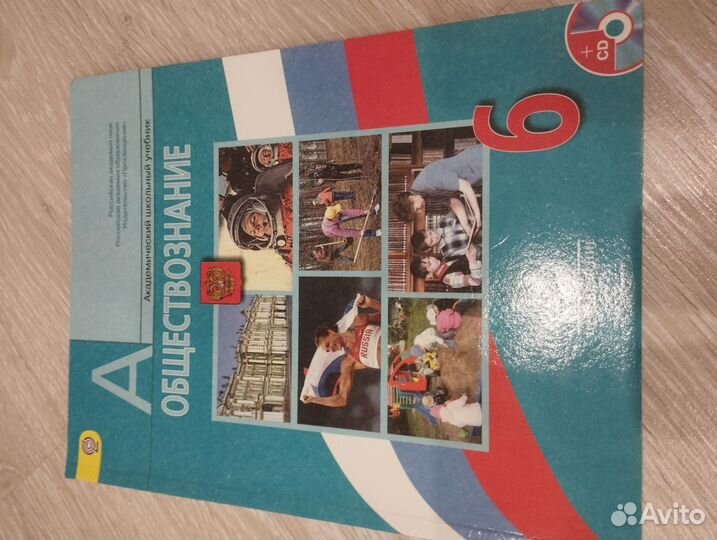 Российская академия наук
Российская академия образования
Издательство «Просвещение»
Академический школьный учебник
А
ОБЩЕСТВОЗНАНИЕ
RUSSIA
6
+
CD
Avito